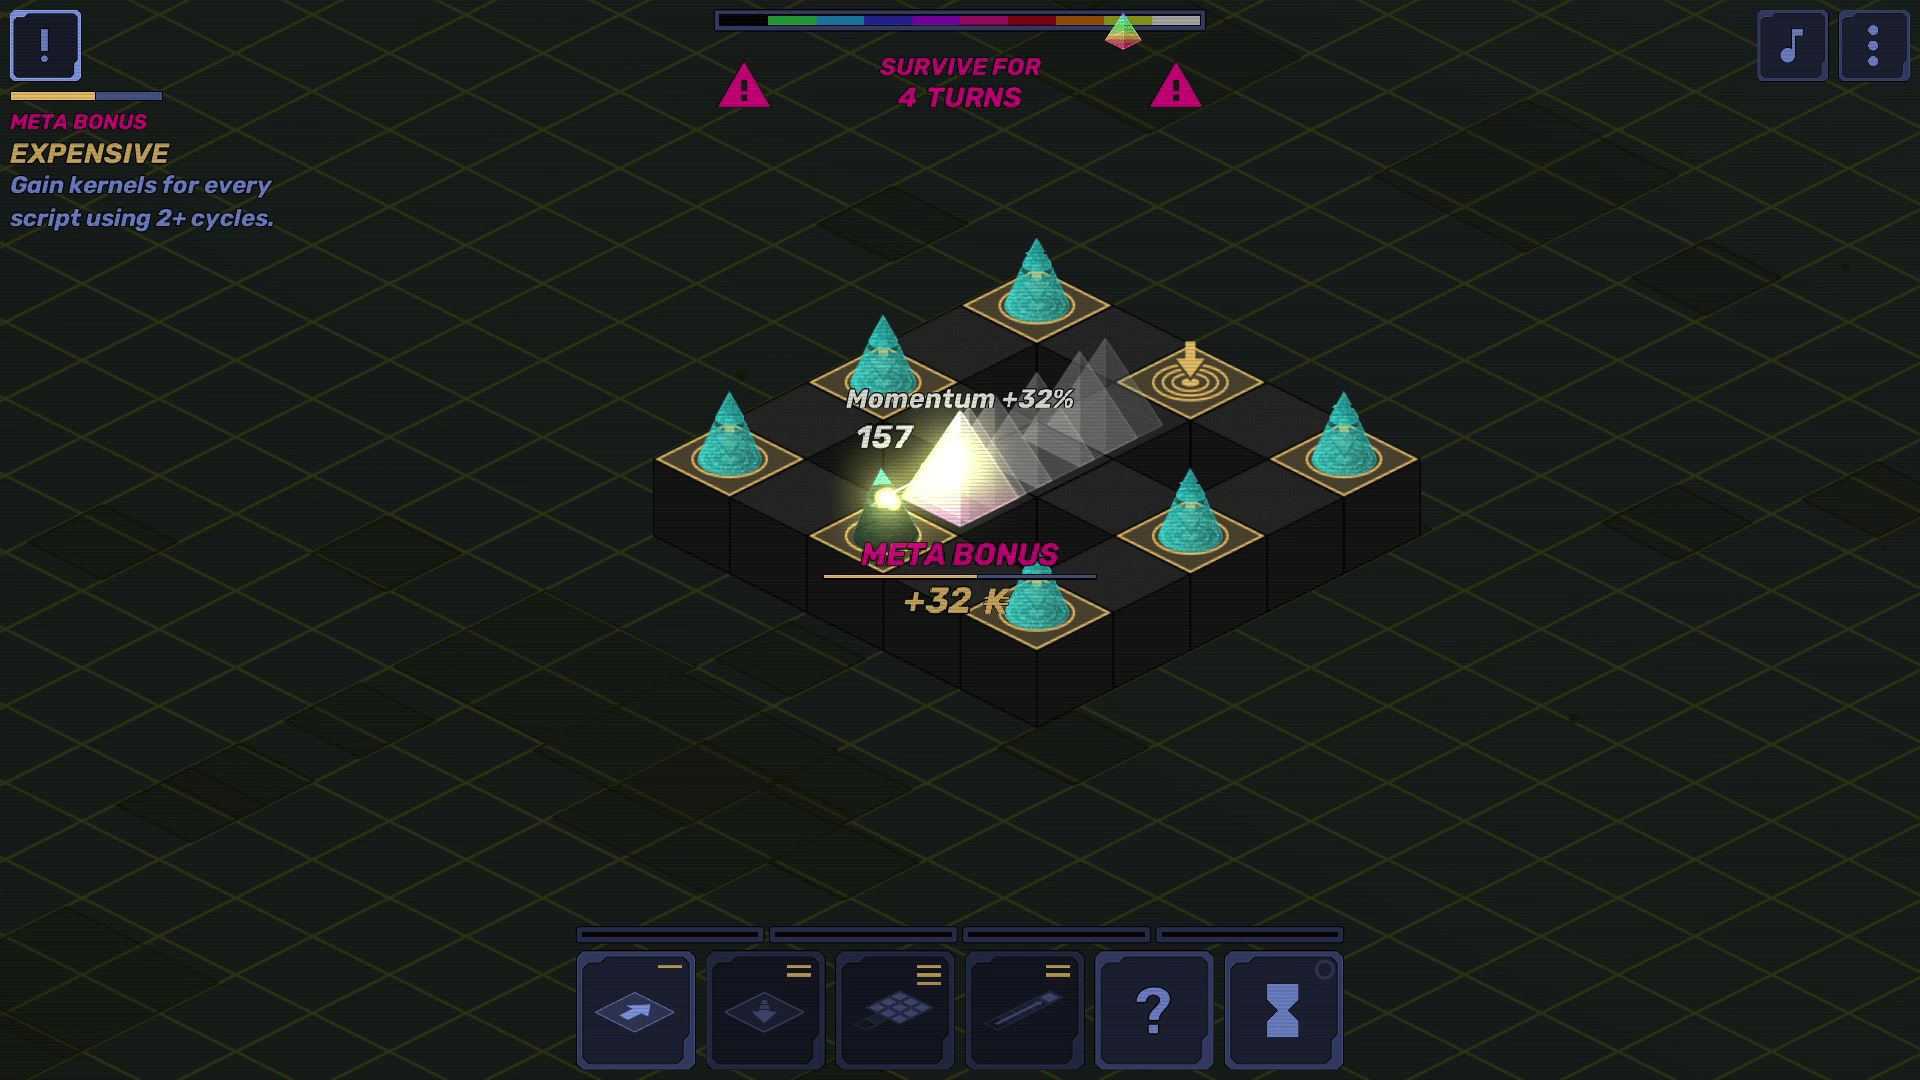 SURVIVE FOR
4 TURNS
META BONUS
EXPENSIVE
Gain kernels for every
script using 2+ cycles.
Momentum +32%
157
META BONUS
+32 K
?